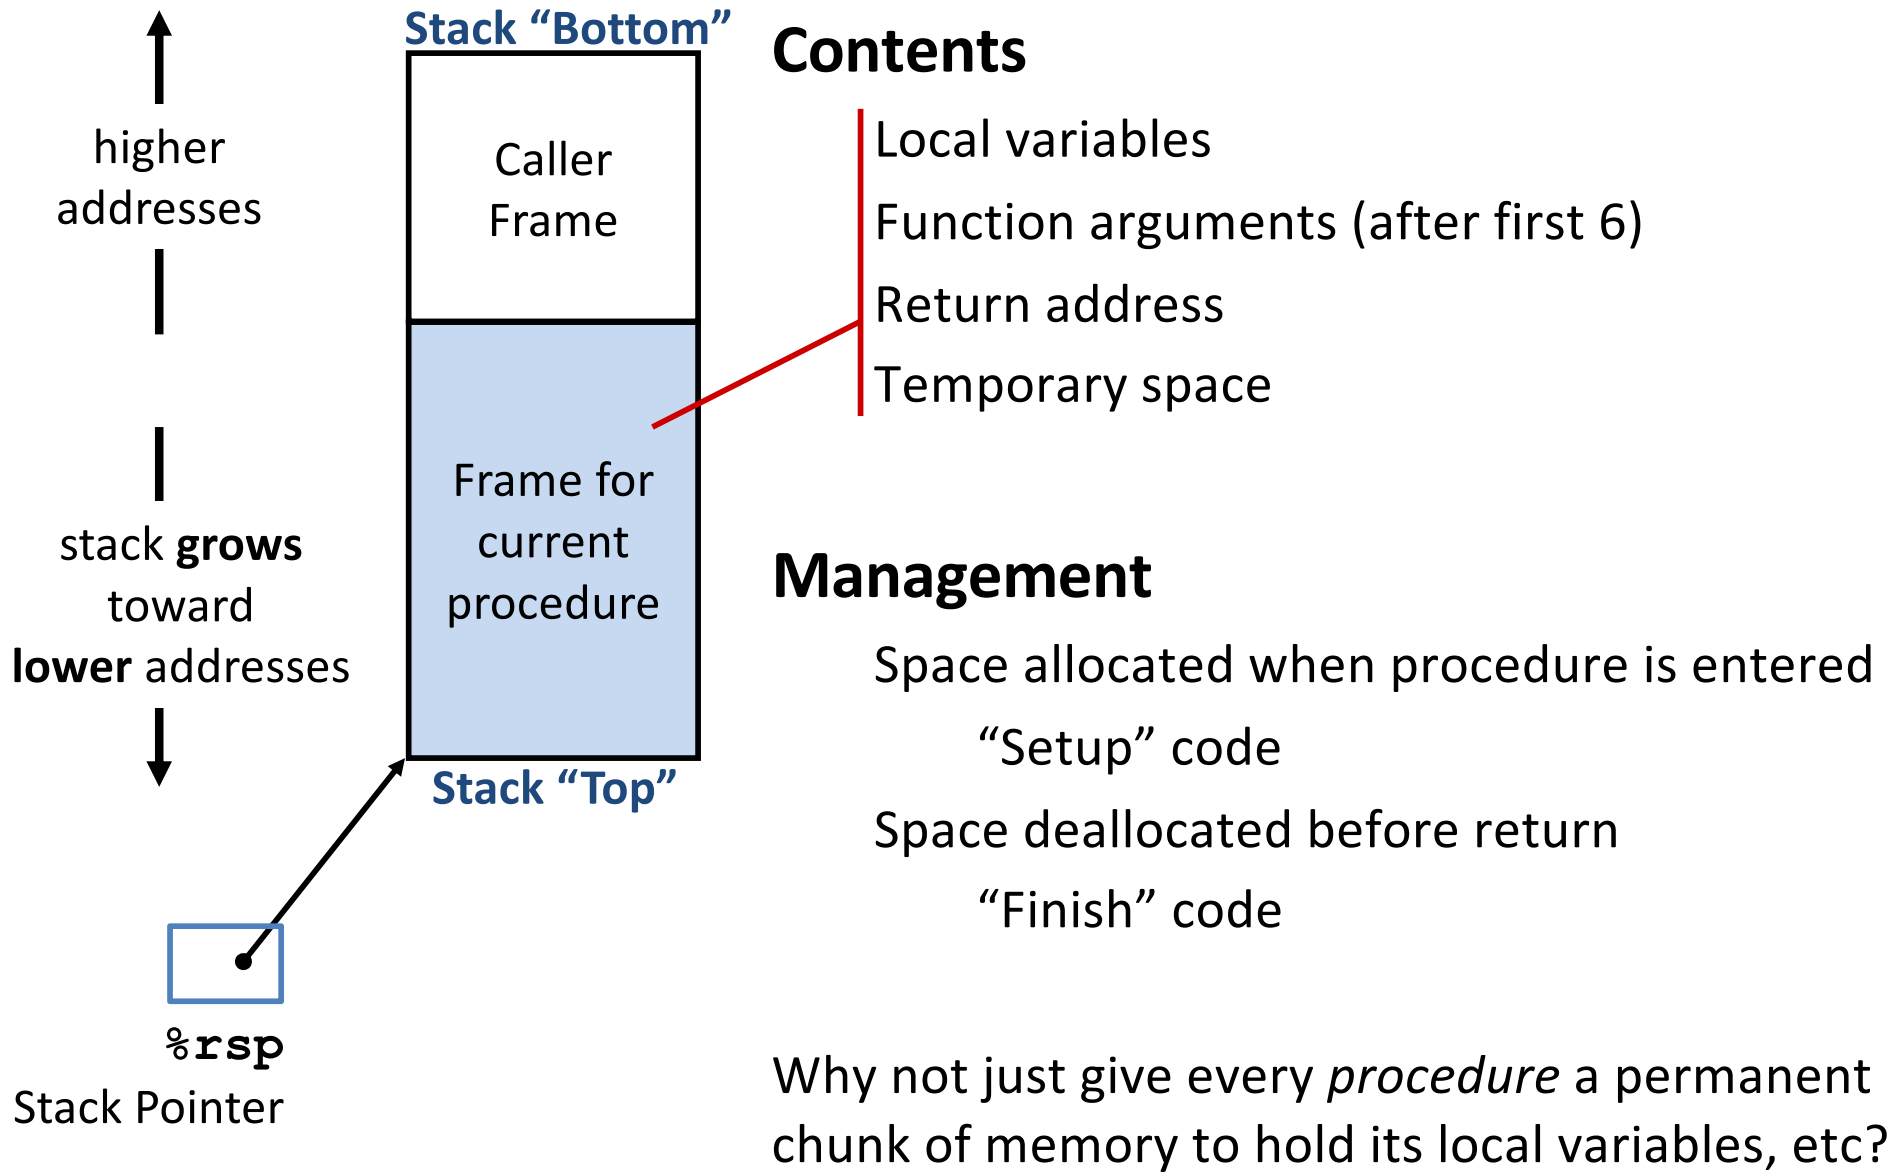 Stack “Bottom”
higher
addresses
Caller
Frame
stack grows
toward
lower addresses
Frame for
current
procedure
Stack “Top”
%rsp
Stack Pointer
Contents
Local variables
Function arguments (after first 6)
Return address
Temporary space
Management
Space allocated when procedure is entered
“Setup” code
Space deallocated before return
“Finish” code
Why not just give every procedure a permanent
chunk of memory to hold its local variables, etc?